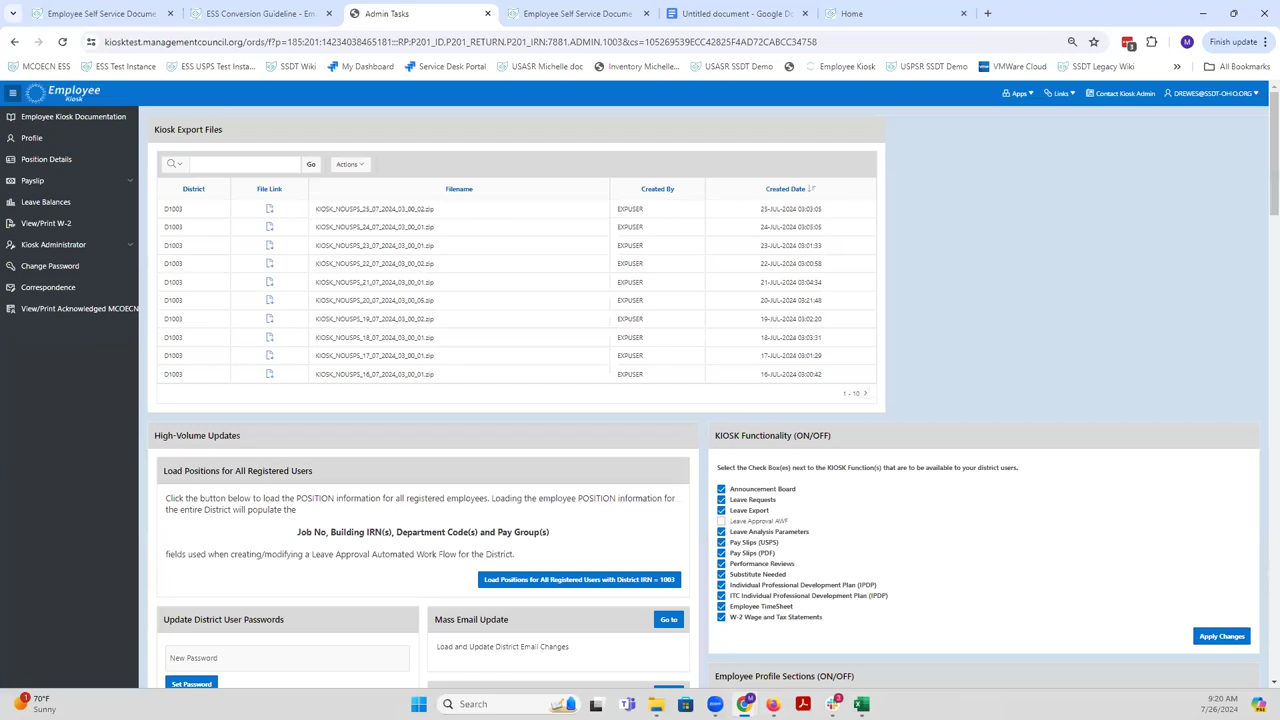 Employee Self Service Docume
ESS Conversion Guideline - Em
Admin Tasks
Employee Self Service Docume
Untitled document - Google Do
Home
kiosktest.managementcouncil.org/ords/f?p=185:201:14234038465181:::RP:P201_ID,P201_RETURN,P201_IRN:7881,ADMIN,1003&cs=105269539ECC42825F4AD72CABCC34758
M
Finish update
MCOECN ESS
ESS Test Instance
ESS USPS Test Insta...
SSDT Wiki
My Dashboard
Service Desk Portal
USASR Michelle doc
Inventory Michelle...
USASR SSDT Demo
Employee Kiosk
USPSR SSDT Demo
VMWare Cloud
SSDT Legacy Wiki
»
All Bookmarks
Employee
Kiosk
Apps
Links
Contact Kiosk Admin
DREWES@SSDT-OHIO.ORG
Employee Kiosk Documentation
Profile
Position Details
Payslip
Leave Balances
View/Print W-2
Kiosk Administrator
Change Password
Correspondence
View/Print Acknowledged MCOECN
Kiosk Export Files
Go
Actions
District File Link Filename Created By Created Date
D1003 KIOSK_NOUSPS_25_07_2024_03_00_02.zip EXPUSER 25-JUL-2024 03:03:05
D1003 KIOSK_NOUSPS_24_07_2024_03_00_01.zip EXPUSER 24-JUL-2024 03:05:05
D1003 KIOSK_NOUSPS_23_07_2024_03_00_01.zip EXPUSER 23-JUL-2024 03:01:33
D1003 KIOSK_NOUSPS_22_07_2024_03_00_02.zip EXPUSER 22-JUL-2024 03:00:58
D1003 KIOSK_NOUSPS_21_07_2024_03_00_01.zip EXPUSER 21-JUL-2024 03:04:34
D1003 KIOSK_NOUSPS_20_07_2024_03_00_05.zip EXPUSER 20-JUL-2024 03:21:48
D1003 KIOSK_NOUSPS_19_07_2024_03_00_02.zip EXPUSER 19-JUL-2024 03:02:20
D1003 KIOSK_NOUSPS_18_07_2024_03_00_01.zip EXPUSER 18-JUL-2024 03:03:31
D1003 KIOSK_NOUSPS_17_07_2024_03_00_01.zip EXPUSER 17-JUL-2024 03:01:29
D1003 KIOSK_NOUSPS_16_07_2024_03_00_01.zip EXPUSER 16-JUL-2024 03:00:42
1 - 10
High-Volume Updates
Load Positions for All Registered Users
Click the button below to load the POSITION information for all registered employees. Loading the employee POSITION information for
the entire District will populate the
Job No, Building IRN(s), Department Code(s) and Pay Group(s)
fields used when creating/modifying a Leave Approval Automated Work Flow for the District.
Load Positions for All Registered Users with District IRN = 1003
Update District User Passwords
New Password
Set Password
Mass Email Update
Go to
Load and Update District Email Changes
KIOSK Functionality (ON/OFF)
Select the Check Box(es) next to the KIOSK Function(s) that are to be available to your district users.
Announcement Board
Leave Requests
Leave Export
Leave Approval AWF
Leave Analysis Parameters
Pay Slips (USPS)
Pay Slips (PDF)
Performance Reviews
Substitute Needed
Individual Professional Development Plan (IPDP)
ITC Individual Professional Development Plan (IPDP)
Employee TimeSheet
W-2 Wage and Tax Statements
Apply Changes
Employee Profile Sections (ON/OFF)
70°F
Sunny
Search
9:20 AM
7/26/2024